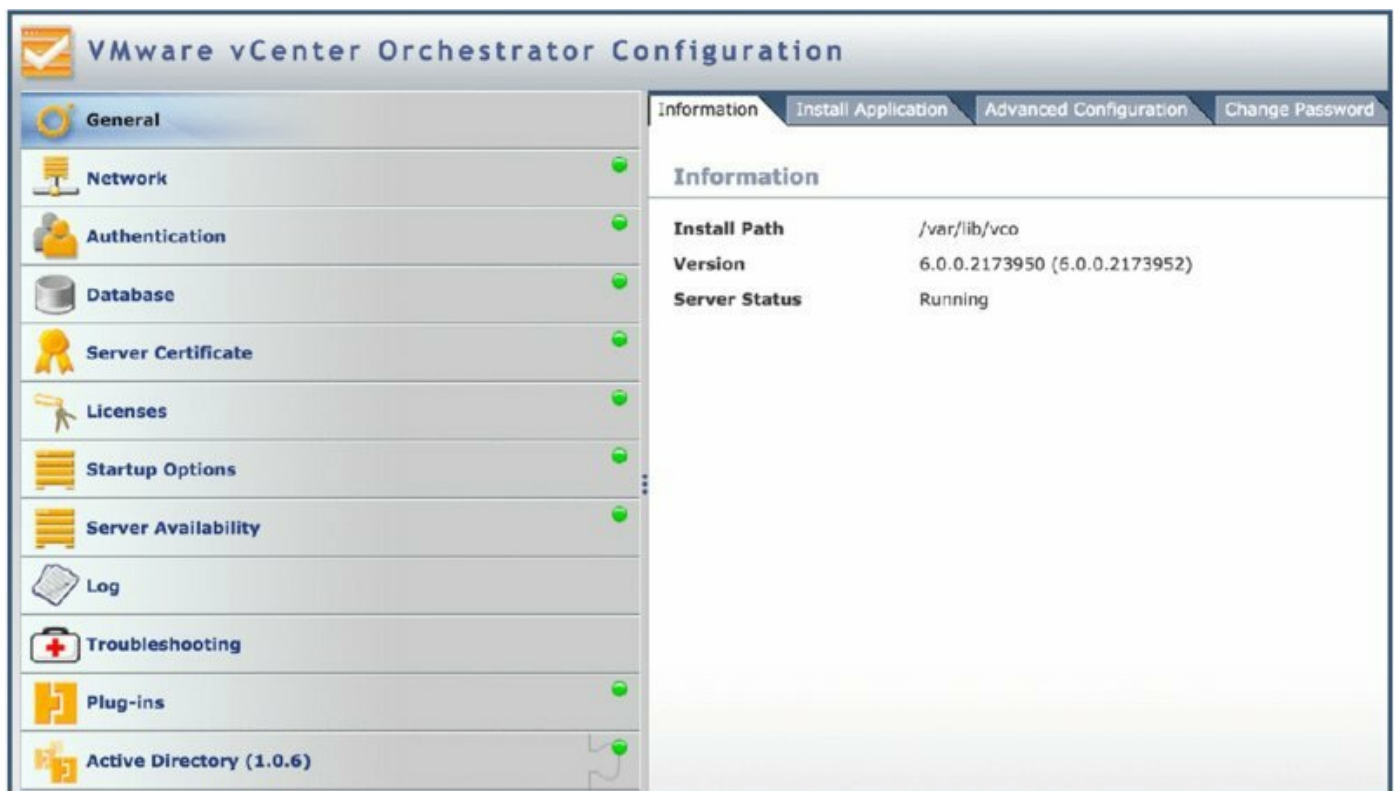 VMware vCenter Orchestrator Configuration
General
Network
Authentication
Database
Server Certificate
Licenses
Startup Options
Server Availability
Log
Troubleshooting
Plug-ins
Active Directory (1.0.6)
Information Install Application Advanced Configuration Change Password
Information
Install Path /var/lib/vco
Version 6.0.0.2173950 (6.0.0.2173952)
Server Status Running